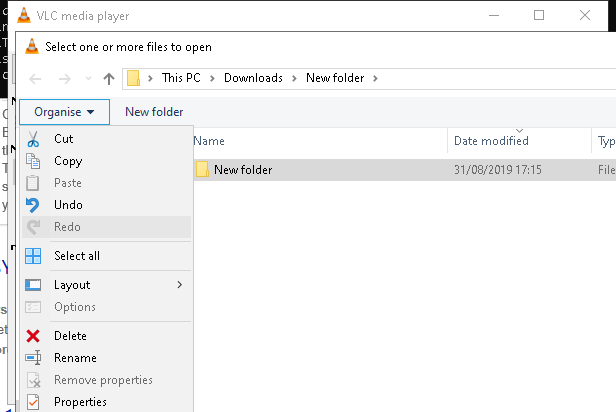 VLC media player
Select one or more files to open
This PC > Downloads > New folder >
Organise New folder
Cut
Copy
Paste
Undo
Redo
Select all
Layout
Options
Delete
Rename
Remove properties
Properties
Name Date modified
New folder 31/08/2019 17:15 File